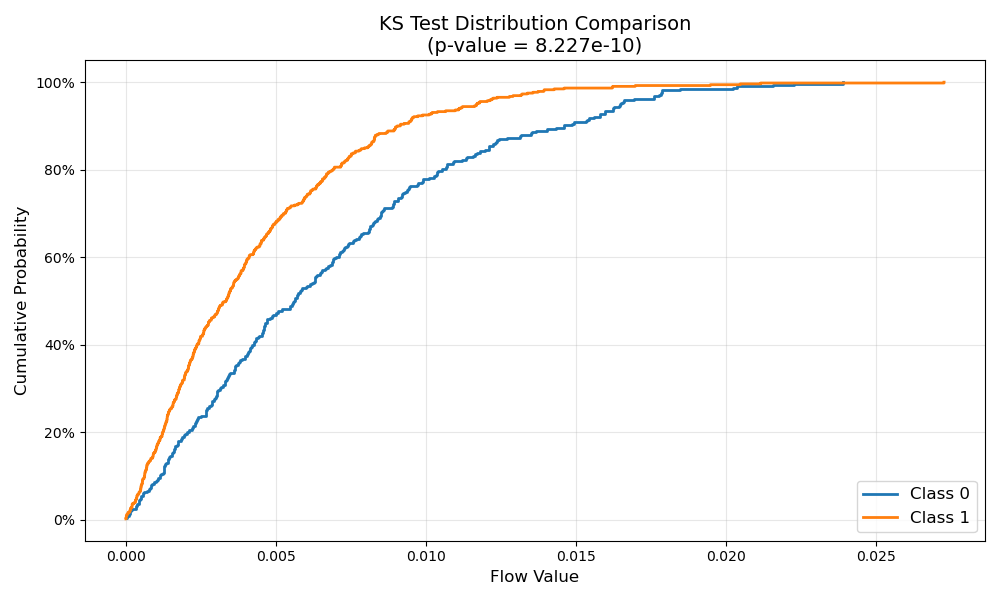 KS Test Distribution Comparison
(p-value = 8.227e-10)
100%
80%
60%
40%
20%
0%
Cumulative Probability
Class 0
Class 1
0.000 0.005 0.010 0.015 0.020 0.025
Flow Value